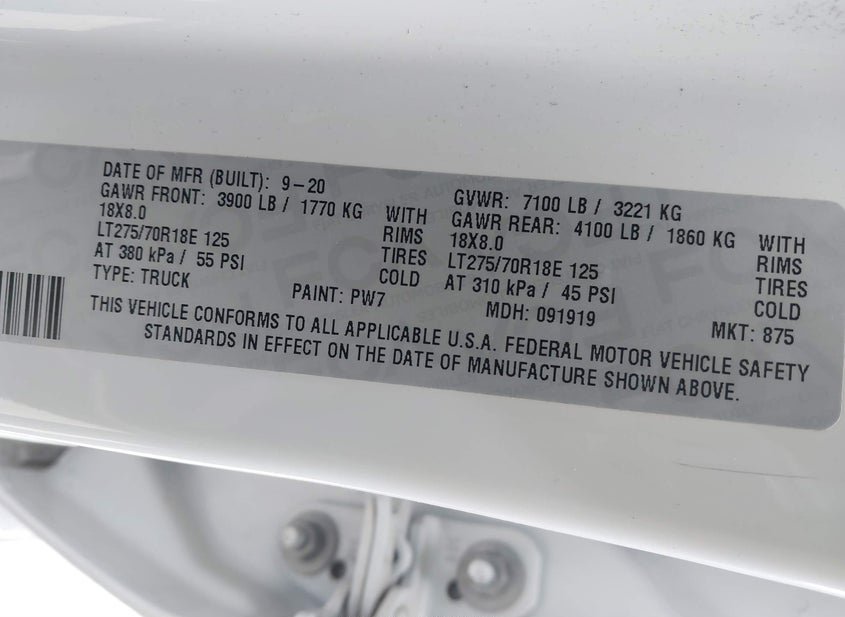 DATE OF MFR (BUILT): 9-20 GVWR: 7100 LB / 3221 KG
GAWR FRONT: 3900 LB / 1770 KG WITH GAWR REAR: 4100 LB / 1860 KG WITH
18X8.0 RIMS 18X8.0 RIMS
LT275/70R18E 125 TIRES LT275/70R18E 125 TIRES
AT 380 kPa / 55 PSI COLD AT 310 kPa / 45 PSI COLD
TYPE: TRUCK PAINT: PW7 MDH: 091919 MKT: 875
THIS VEHICLE CONFORMS TO ALL APPLICABLE U.S.A. FEDERAL MOTOR VEHICLE SAFETY
STANDARDS IN EFFECT ON THE DATE OF MANUFACTURE SHOWN ABOVE.